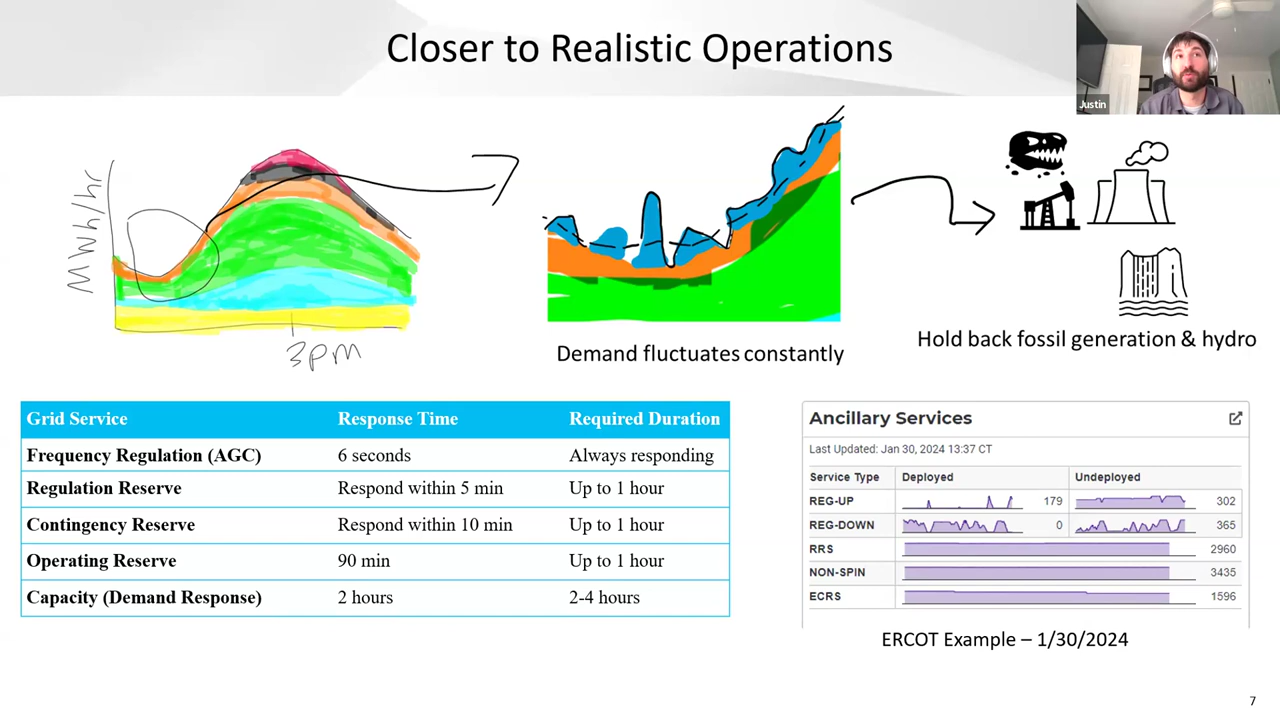 Closer to Realistic Operations
Justin
MWh/hr
3pm
Demand fluctuates constantly
Hold back fossil generation & hydro
Grid Service Response Time Required Duration
Frequency Regulation (AGC) 6 seconds Always responding
Regulation Reserve Respond within 5 min Up to 1 hour
Contingency Reserve Respond within 10 min Up to 1 hour
Operating Reserve 90 min Up to 1 hour
Capacity (Demand Response) 2 hours 2-4 hours
Ancillary Services
Last Updated: Jan 30, 2024 13:37 CT
Service Type Deployed Undeployed
REG-UP 179 302
REG-DOWN 0 365
RRS 2960
NON-SPIN 3435
ECRS 1596
ERCOT Example – 1/30/2024
7